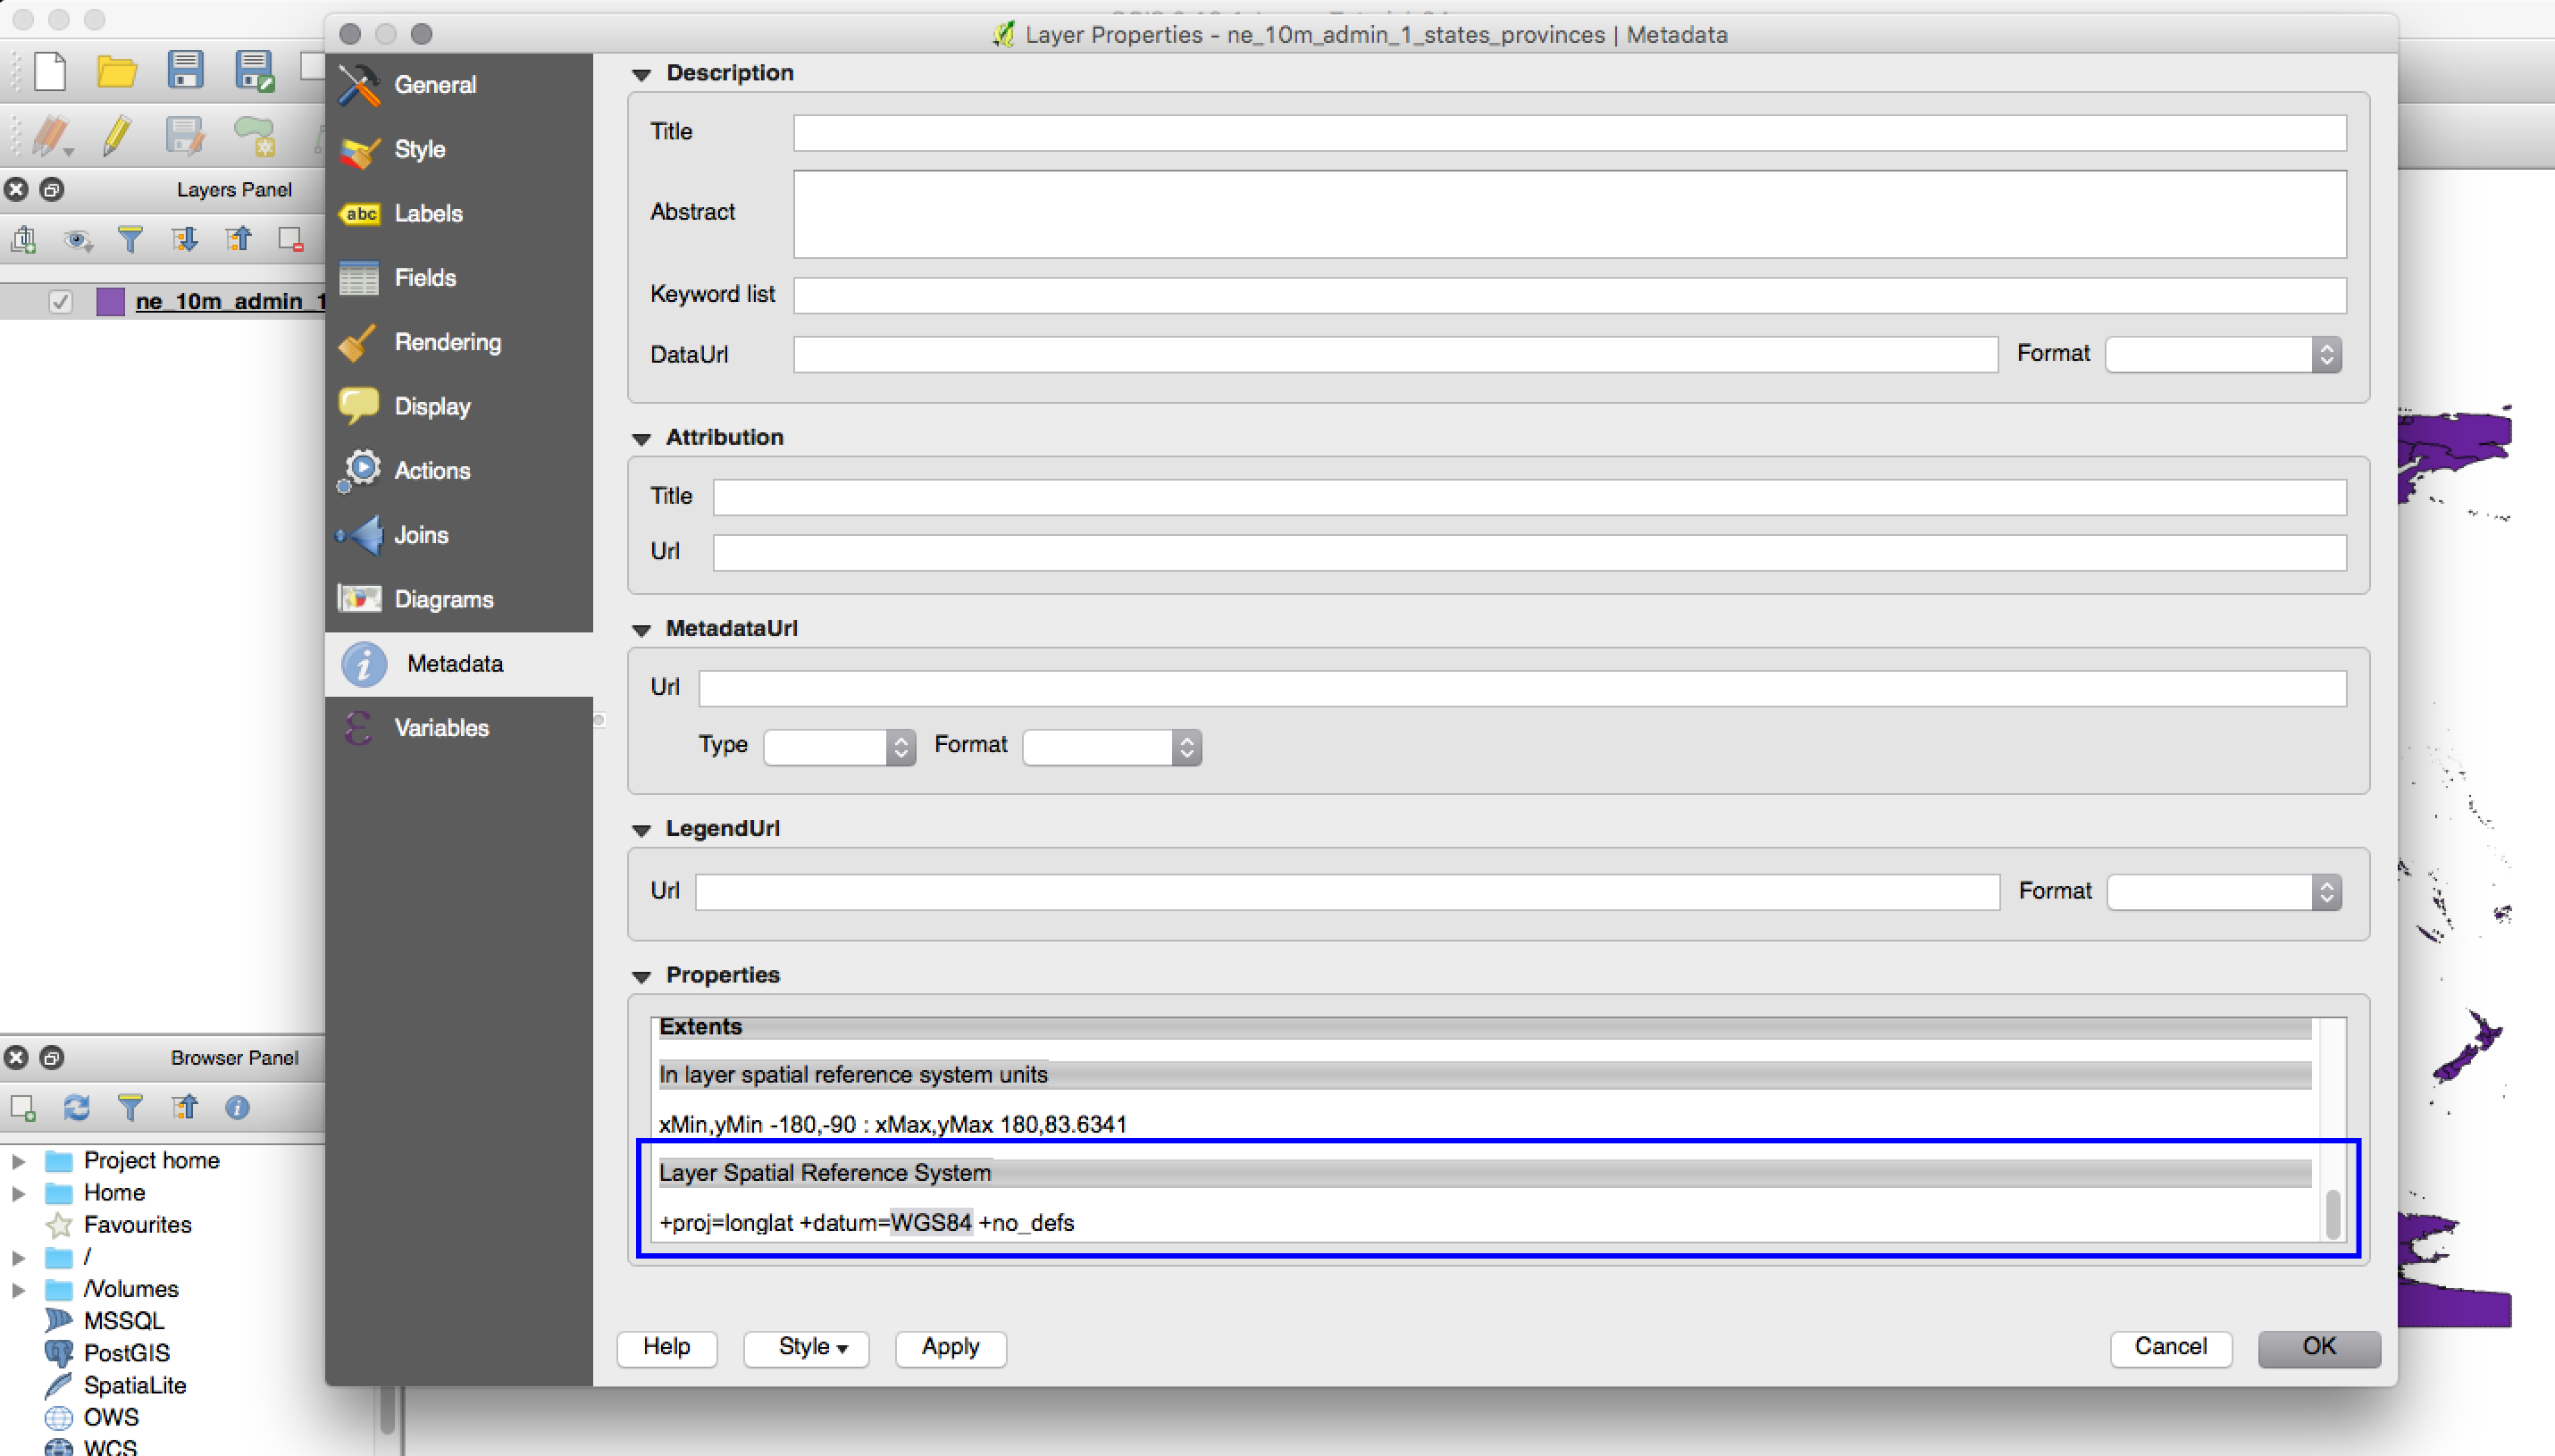 Layer Properties - ne_10m_admin_1_states_provinces | Metadata
General
Style
abc
Labels
Fields
Rendering
Display
Actions
Joins
Diagrams
Metadata
Variables
Layers Panel
ne_10m_admin_1
Browser Panel
Project home
Home
Favourites
/
/Volumes
MSSQL
PostGIS
SpatiaLite
OWS
WCS
Description
Title
Abstract
Keyword list
DataUrl Format
Attribution
Title
Url
MetadataUrl
Url
Type Format
LegendUrl
Url Format
Properties
Extents
In layer spatial reference system units
xMin,yMin -180,-90 : xMax,yMax 180,83.6341
Layer Spatial Reference System
+proj=longlat +datum=WGS84 +no_defs
Help Style Apply Cancel OK